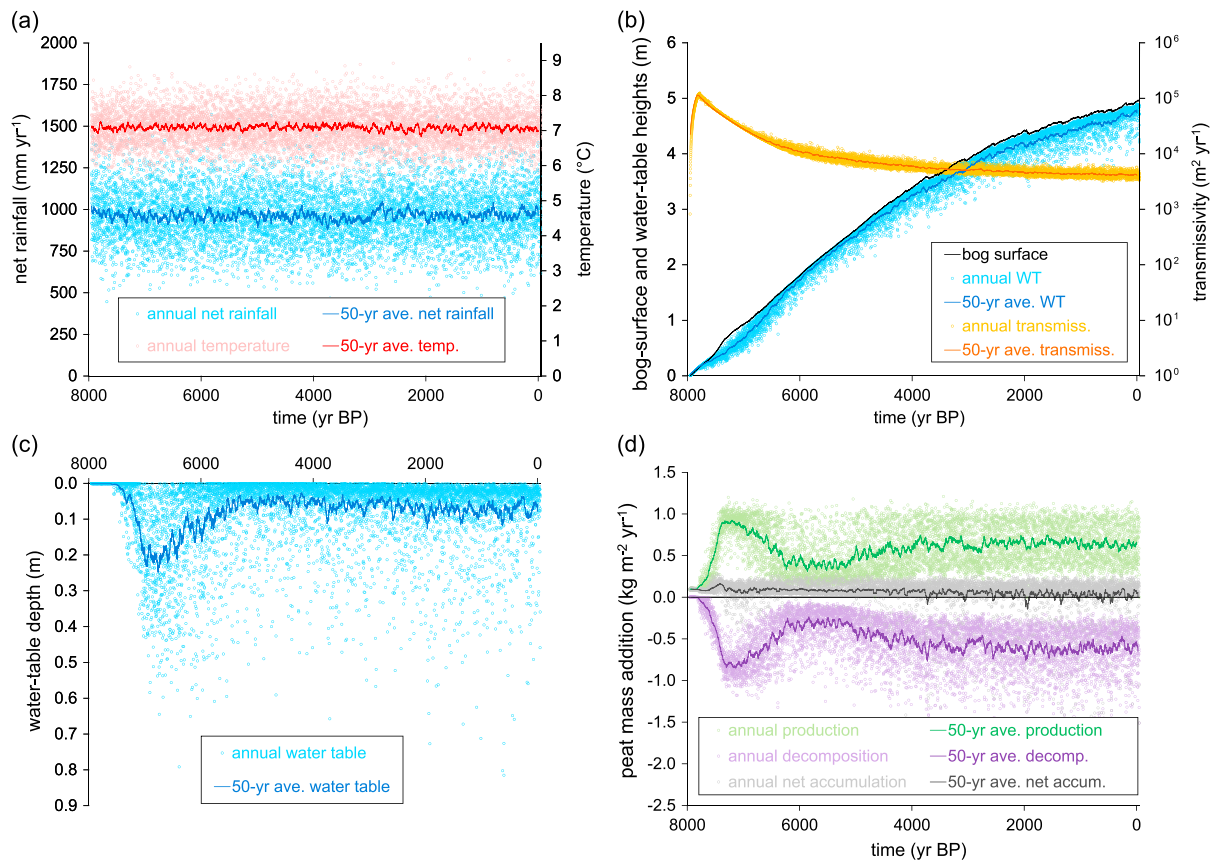 (a)
2000
1750
1500
1250
1000
750
500
250
0
net rainfall (mm yr⁻¹)
9
8
7
6
5
4
3
2
1
0
temperature (°C)
annual net rainfall
50-yr ave. net rainfall
annual temperature
50-yr ave. temp.
8000 6000 4000 2000 0
time (yr BP)
(b)
6
5
4
3
2
1
0
bog-surface and water-table heights (m)
10⁶
10⁵
10⁴
10³
10²
10¹
10⁰
transmissivity (m² yr⁻¹)
bog surface
annual WT
50-yr ave. WT
annual transmiss.
50-yr ave. transmiss.
8000 6000 4000 2000 0
time (yr BP)
(c)
8000 6000 4000 2000 0
0.0
0.1
0.2
0.3
0.4
0.5
0.6
0.7
0.8
0.9
water-table depth (m)
annual water table
50-yr ave. water table
(d)
1.5
1.0
0.5
0.0
-0.5
-1.0
-1.5
-2.0
-2.5
peat mass addition (kg m⁻² yr⁻¹)
annual production
50-yr ave. production
annual decomposition
50-yr ave. decomp.
annual net accumulation
50-yr ave. net accum.
8000 6000 4000 2000 0
time (yr BP)